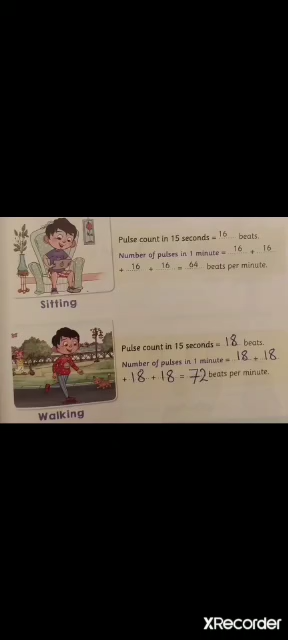 Pulse count in 15 seconds = 16 beats.
Number of pulses in 1 minute = 16 + 16
+ 16 + 16 = 64 beats per minute.
Sitting
Pulse count in 15 seconds = 18 beats.
Number of pulses in 1 minute = 18 + 18
+ 18 + 18 = 72 beats per minute.
Walking
XRecorder